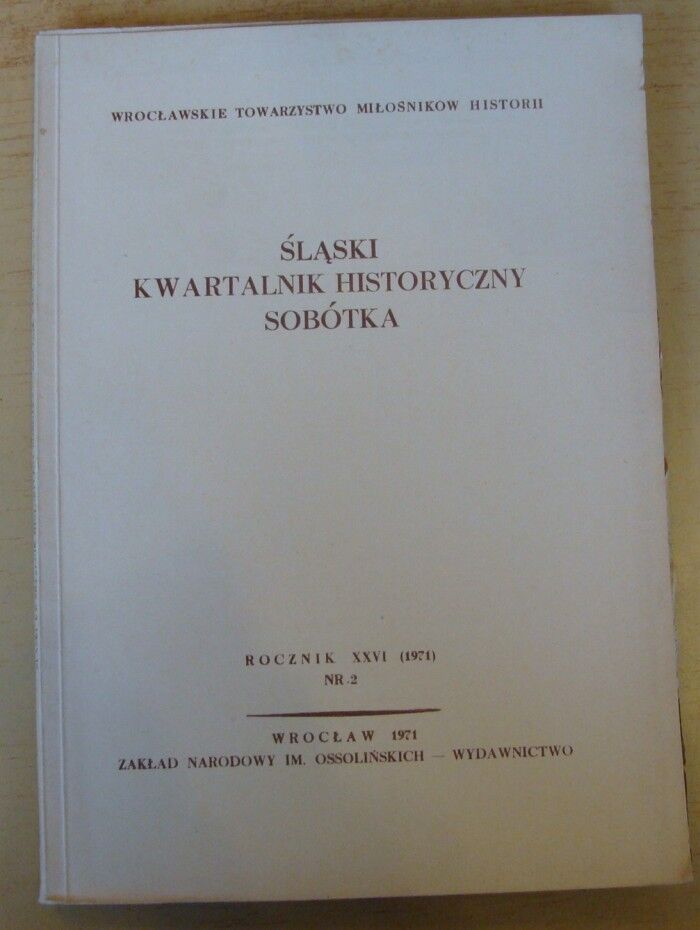 WROCŁAWSKIE TOWARZYSTWO MIŁOŚNIKOW HISTORII
ŚLĄSKI
KWARTALNIK HISTORYCZNY
SOBÓTKA
ROCZNIK XXVI (1971)
NR 2
WROCŁAW 1971
ZAKŁAD NARODOWY IM. OSSOLIŃSKICH — WYDAWNICTWO